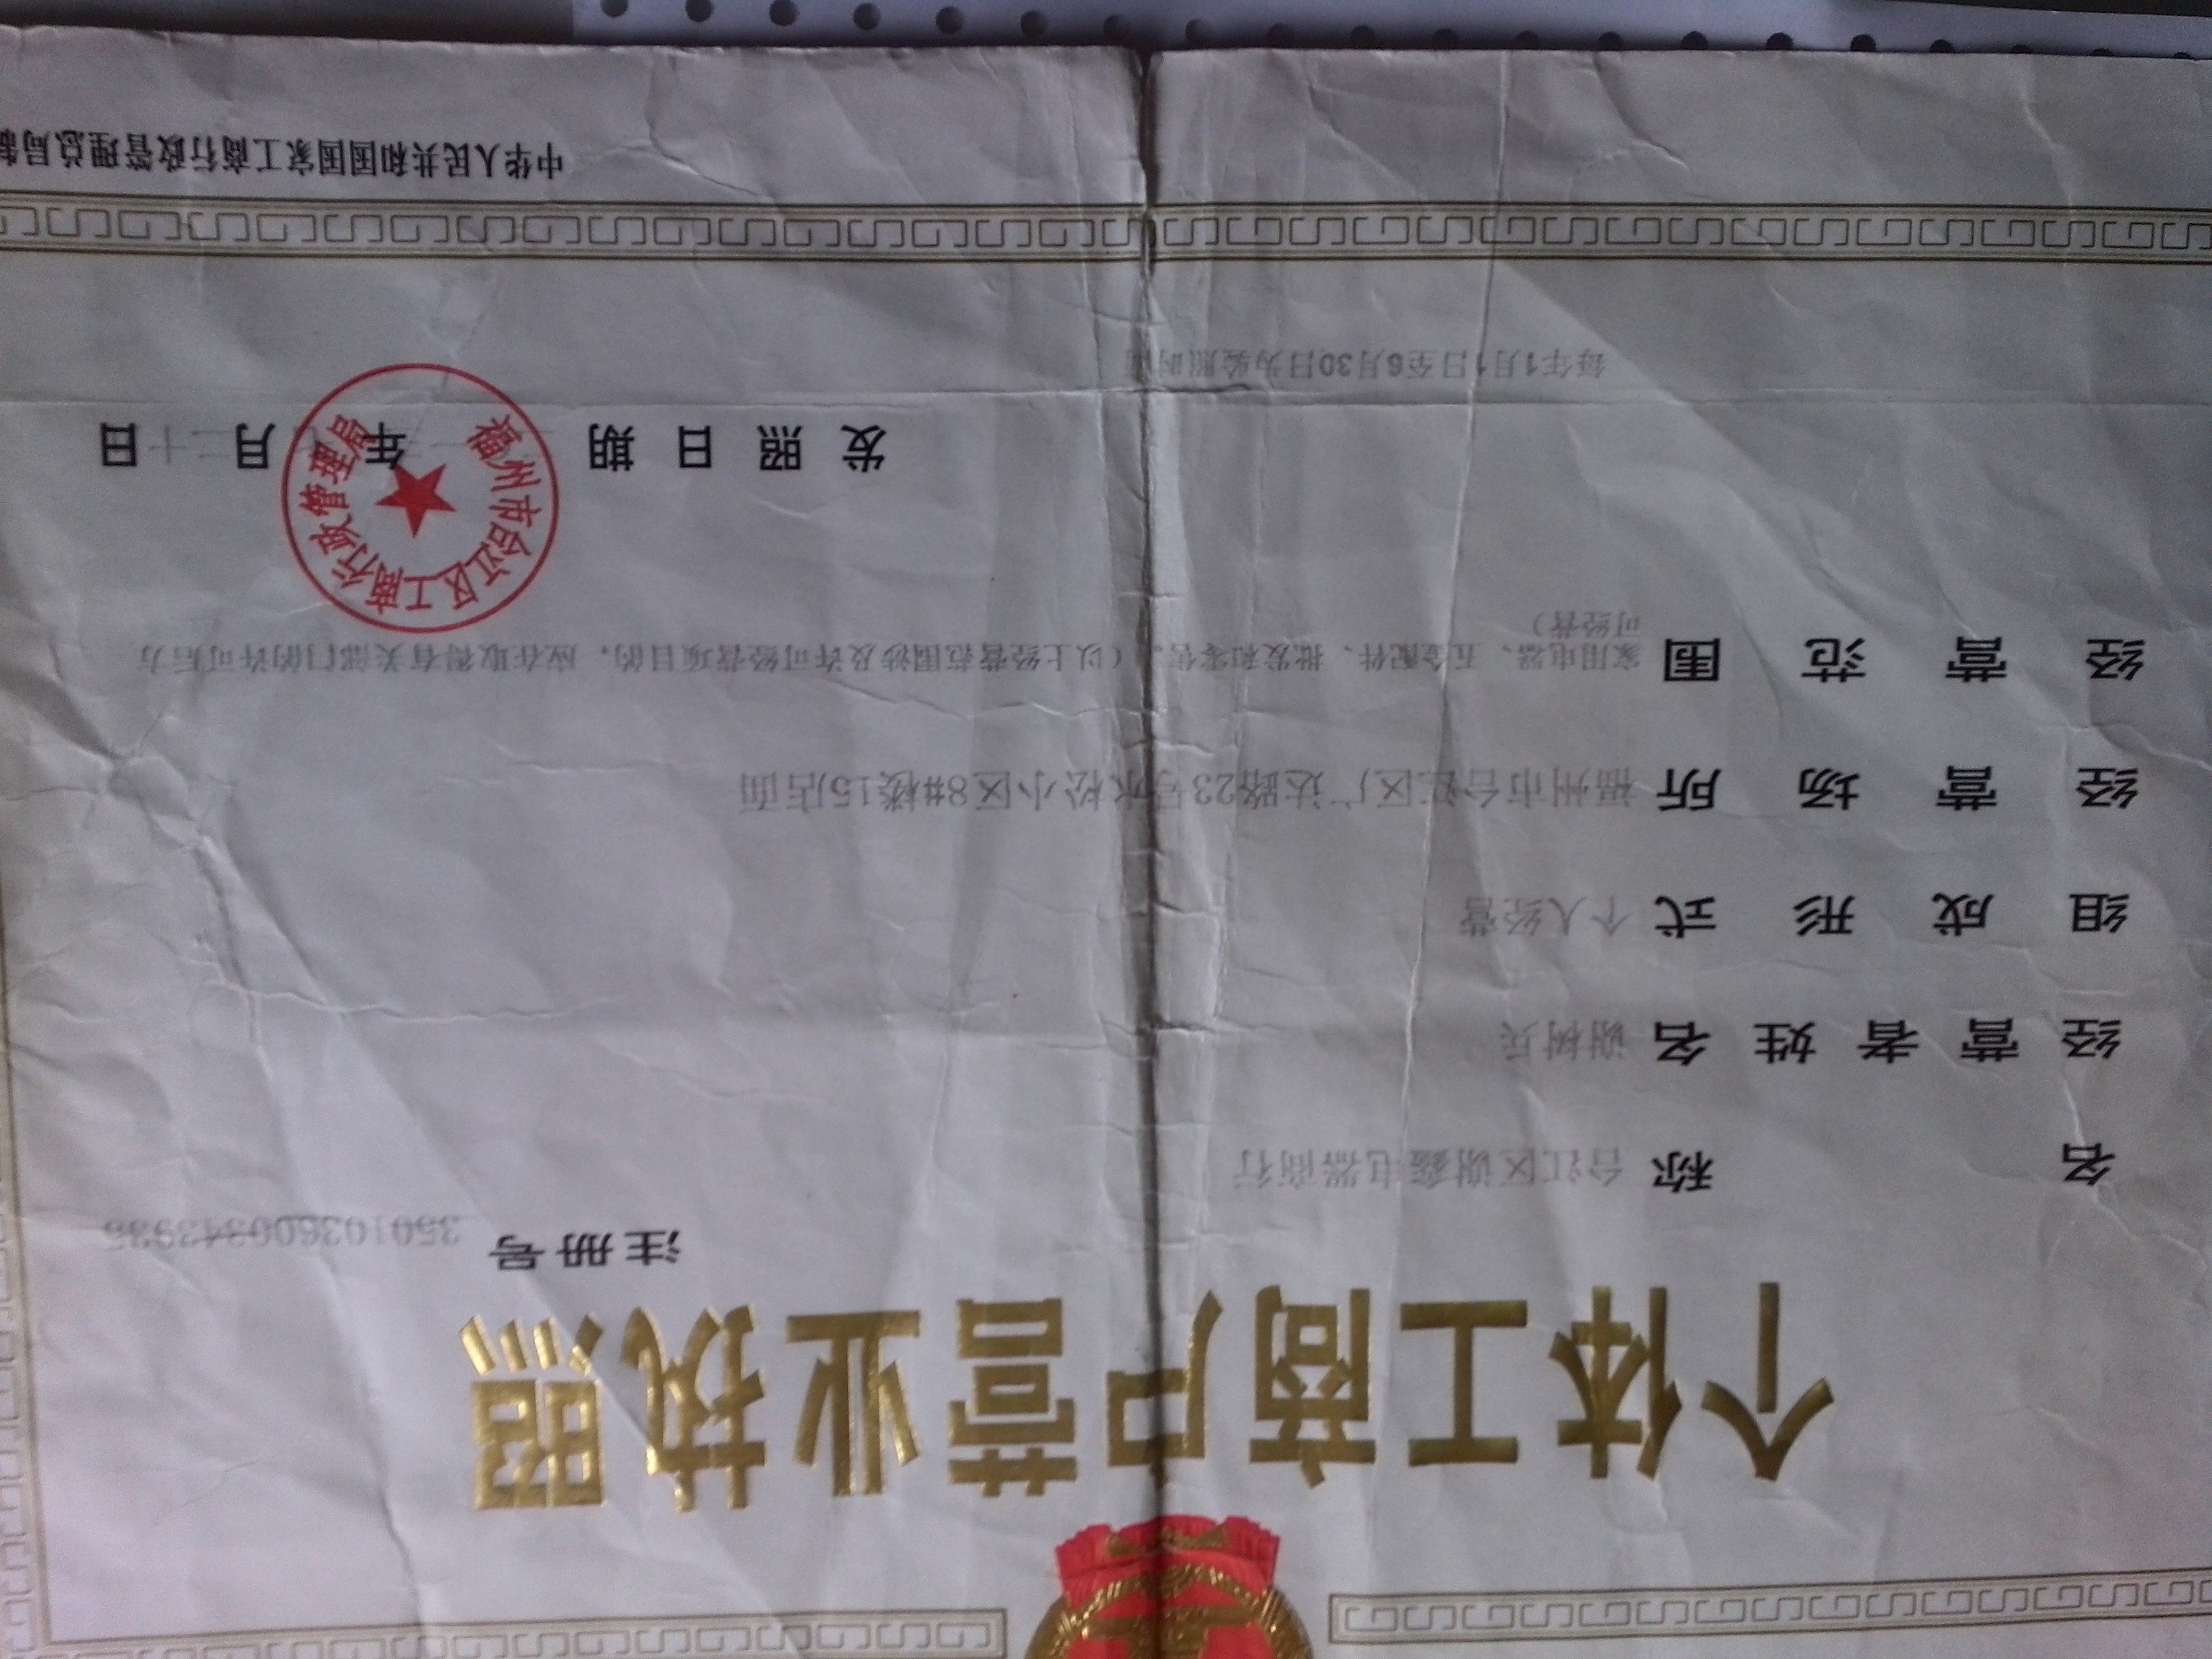 个体工商户营业执照
注册号 350103600343935
名称 台江区谢鑫电器商行
经营者姓名 谢树兵
组成形式 个人经营
经营场所 福州市台江区广达路23号水松小区8#楼15店面
经营范围 家用电器、五金配件、批发和零售。(以上经营范围涉及许可经营项目的，应在取得有关部门的许可后方
可经营)
发照日期 年 月 二十 日
福州市台江区工商行政管理局
每年1月1日至6月30日为验照时间
中华人民共和国国家工商行政管理总局制